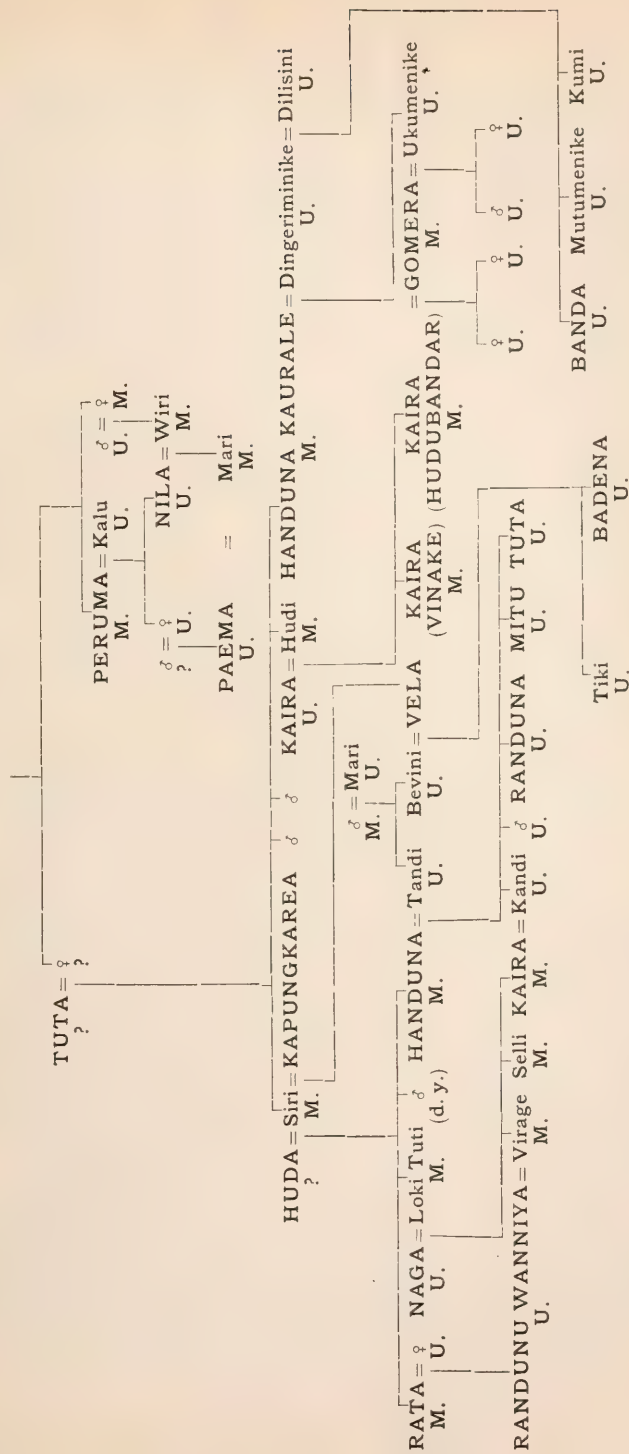 TUTA = ♀
? ?
PERUMA = Kalu ♂ = ♀
M. U. U. M.
♂ = ♀ NILA = Wiri
? U. U. M.
PAEMA = Mari
U. M.
HUDA = Siri = KAPUNGKAREA ♂ ♂ KAIRA = Hudi HANDUNA KAURALE = Dingeriminike = Dilisini
? M. U. M. M. U. U.
♂ = Mari
M. U.
RATA = ♀ NAGA = Loki Tuti ♂ HANDUNA = Tandi Bevini = VELA KAIRA KAIRA = GOMERA = Ukumenike
(VINAKE) (HUDUBANDAR)
M. U. U. M. (d. y.) M. U. U. M. M. M. U.
♀ ♀ ♂ ♀
U. U. U. U.
RANDUNU WANNIYA = Virage Selli KAIRA = Kandi ♂ RANDUNA MITU TUTA
U. M. M. M. U. U. U. U. U.
Tiki BADENA BANDA Mutumenike Kumi
U. U. U. U. U.